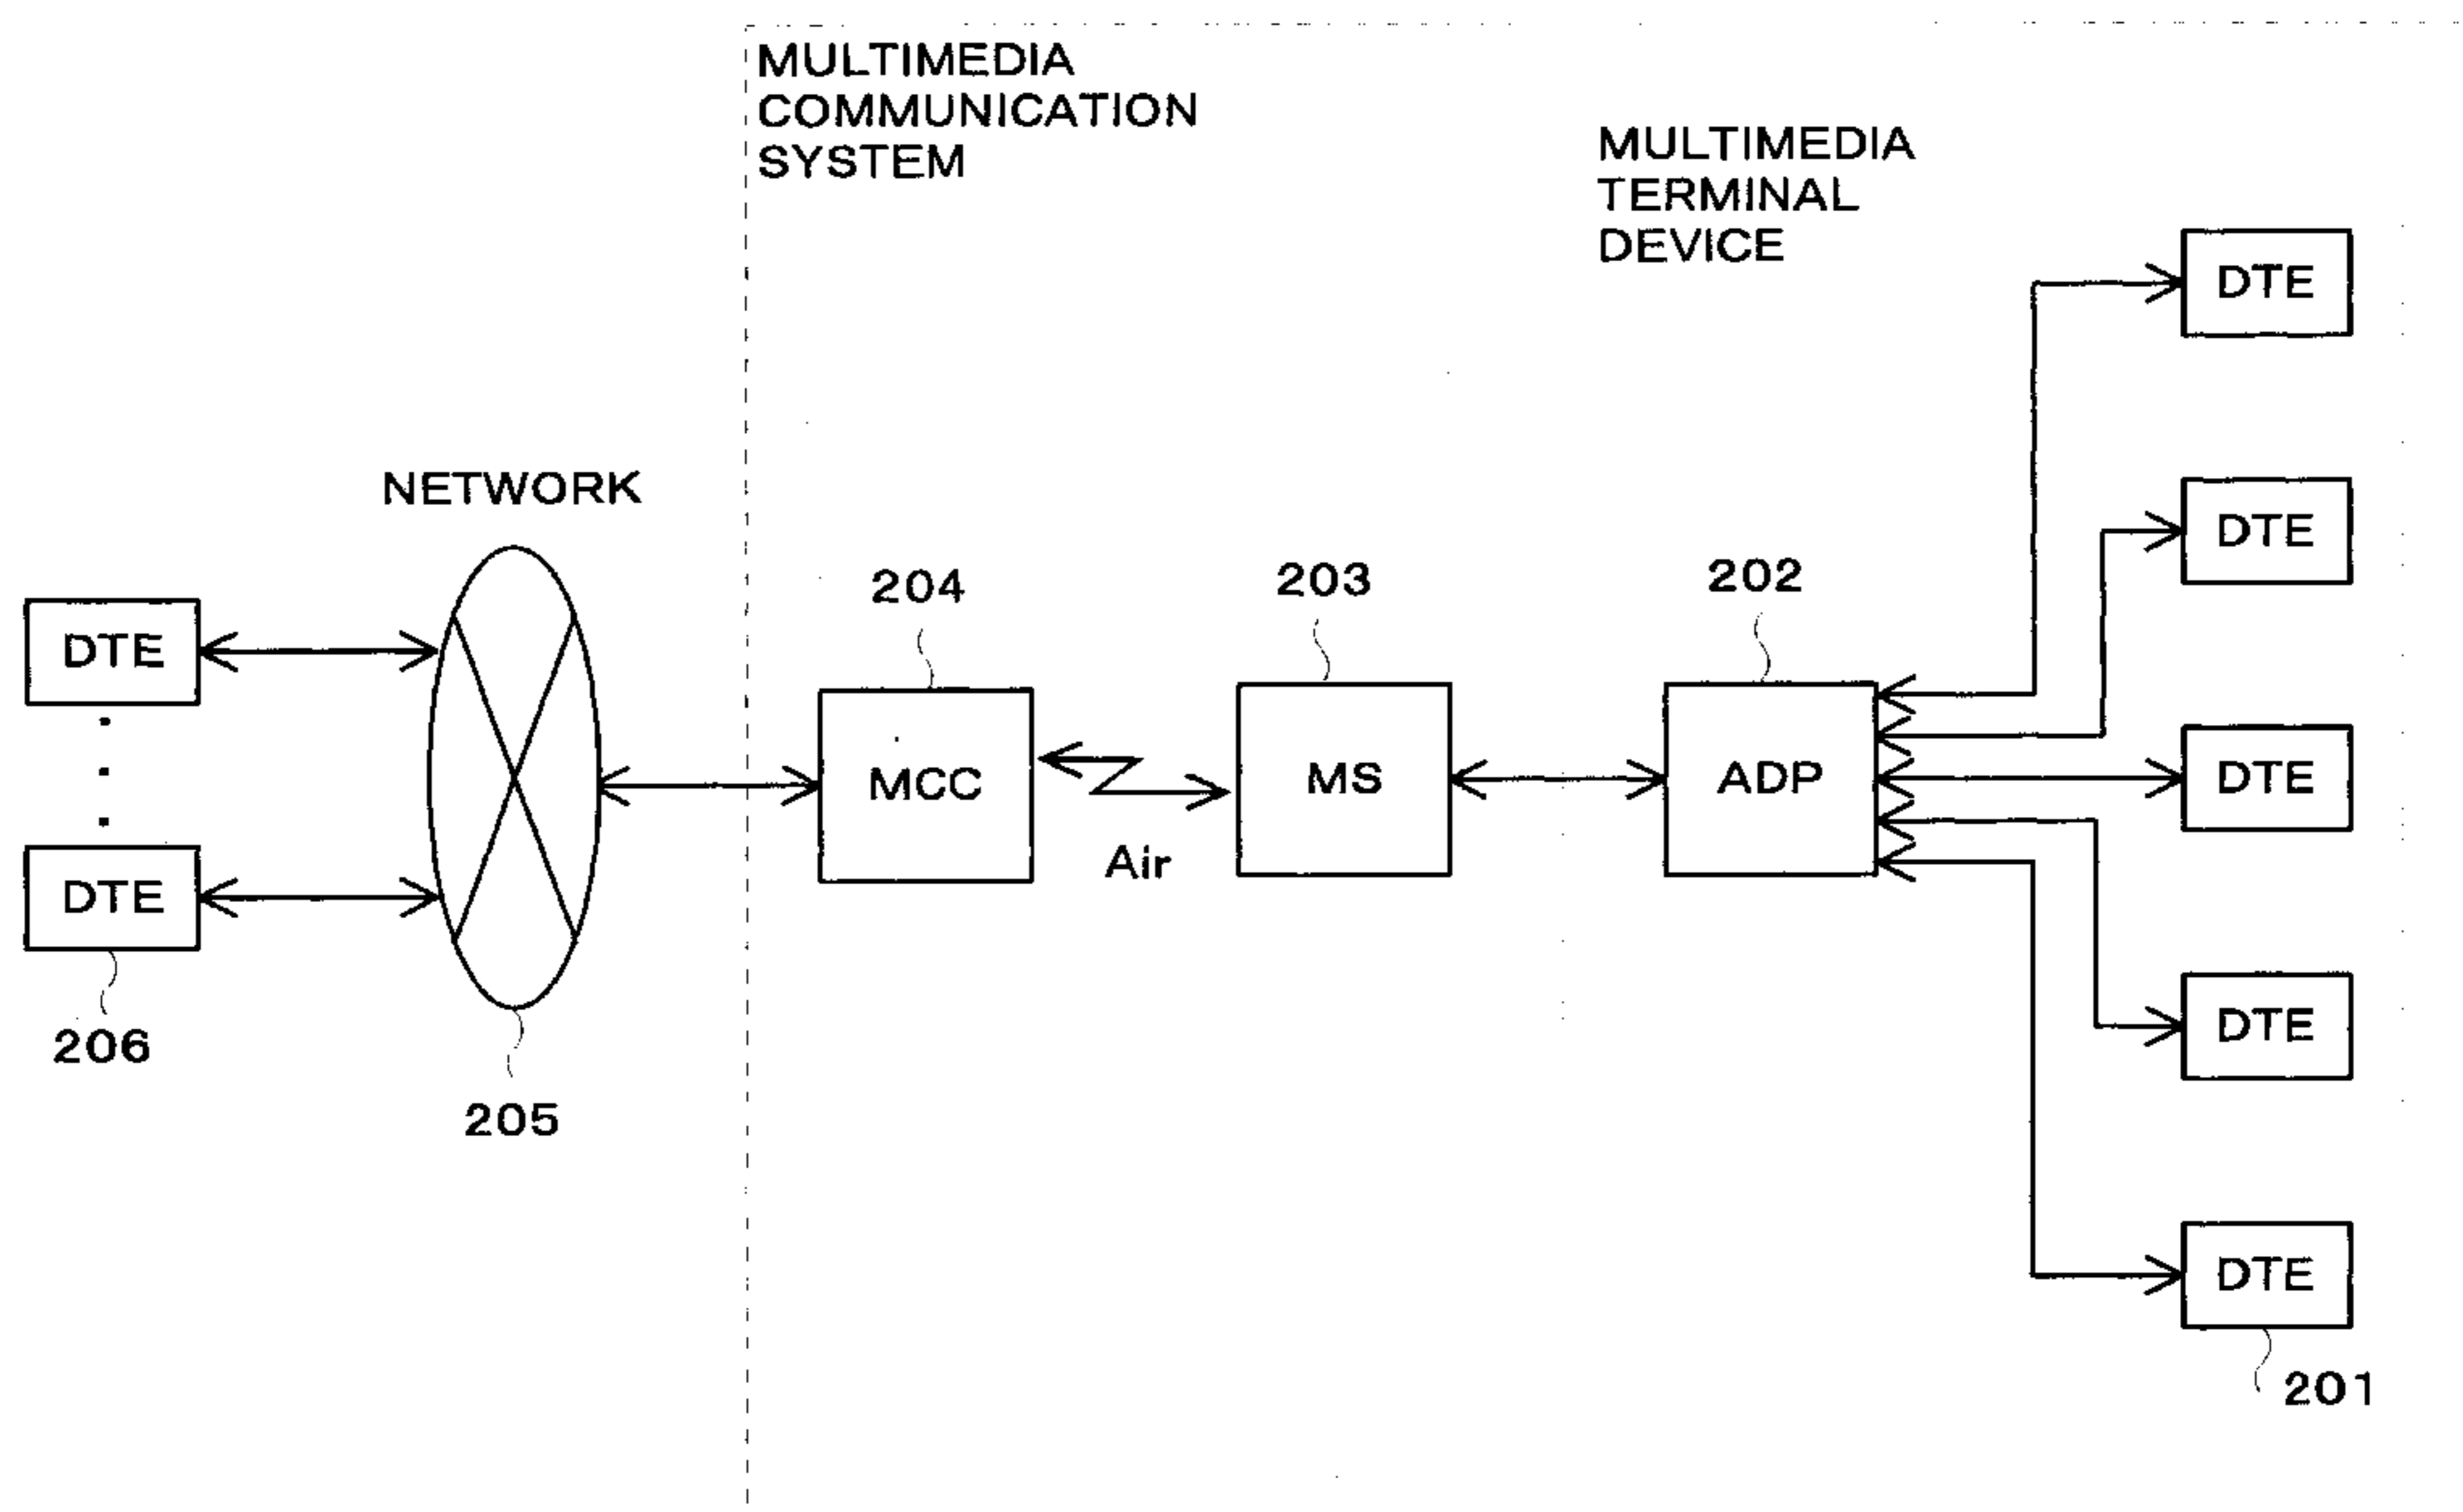 MULTIMEDIA
COMMUNICATION
SYSTEM
MULTIMEDIA
TERMINAL
DEVICE
DTE
NETWORK
DTE
204
203
202
DTE
MCC
MS
ADP
DTE
Air
DTE
206
205
DTE
DTE
201